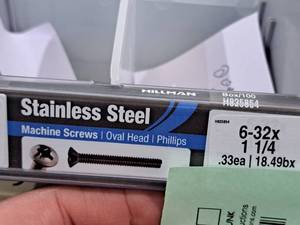 HILLMAN
Box/100
H835854
Stainless Steel
Machine Screws | Oval Head | Phillips
H835854
6-32x
1 1/4
.33ea | 18.49bx